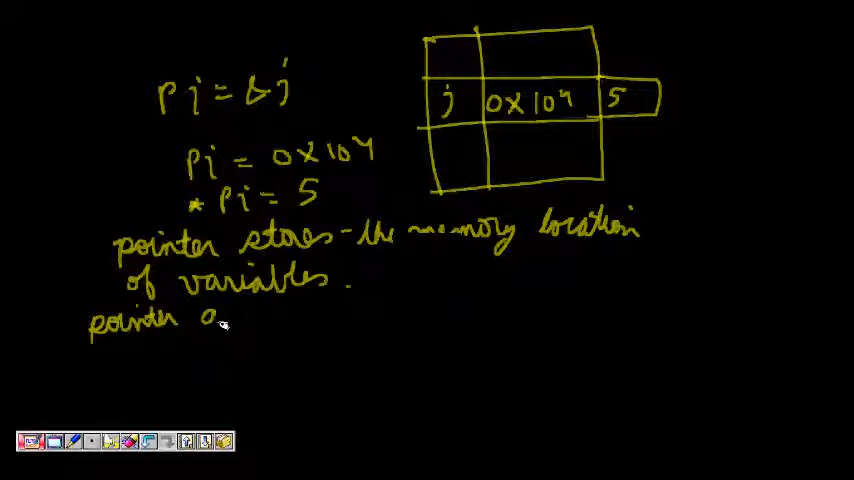 Pi = &j
j 0x104 5
Pi = 0x104
* Pi = 5
pointer stores - the memory location
of variables.
pointer a